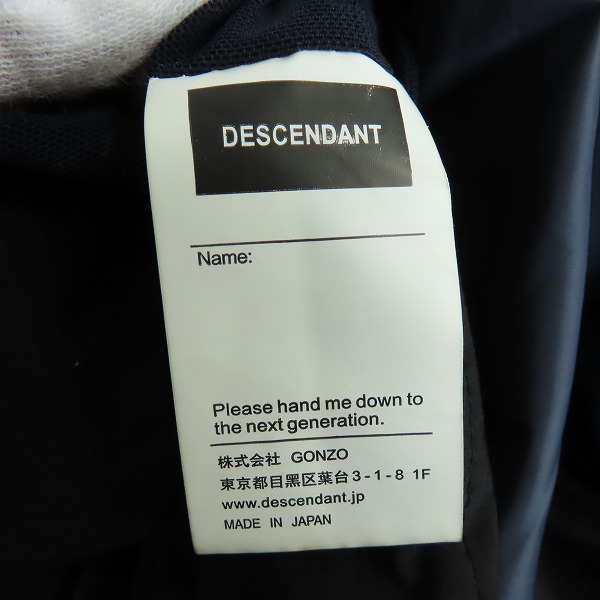 DESCENDANT
Name:
Please hand me down to
the next generation.
株式会社 GONZO
東京都目黒区葉台3-1-8 1F
www.descendant.jp
MADE IN JAPAN